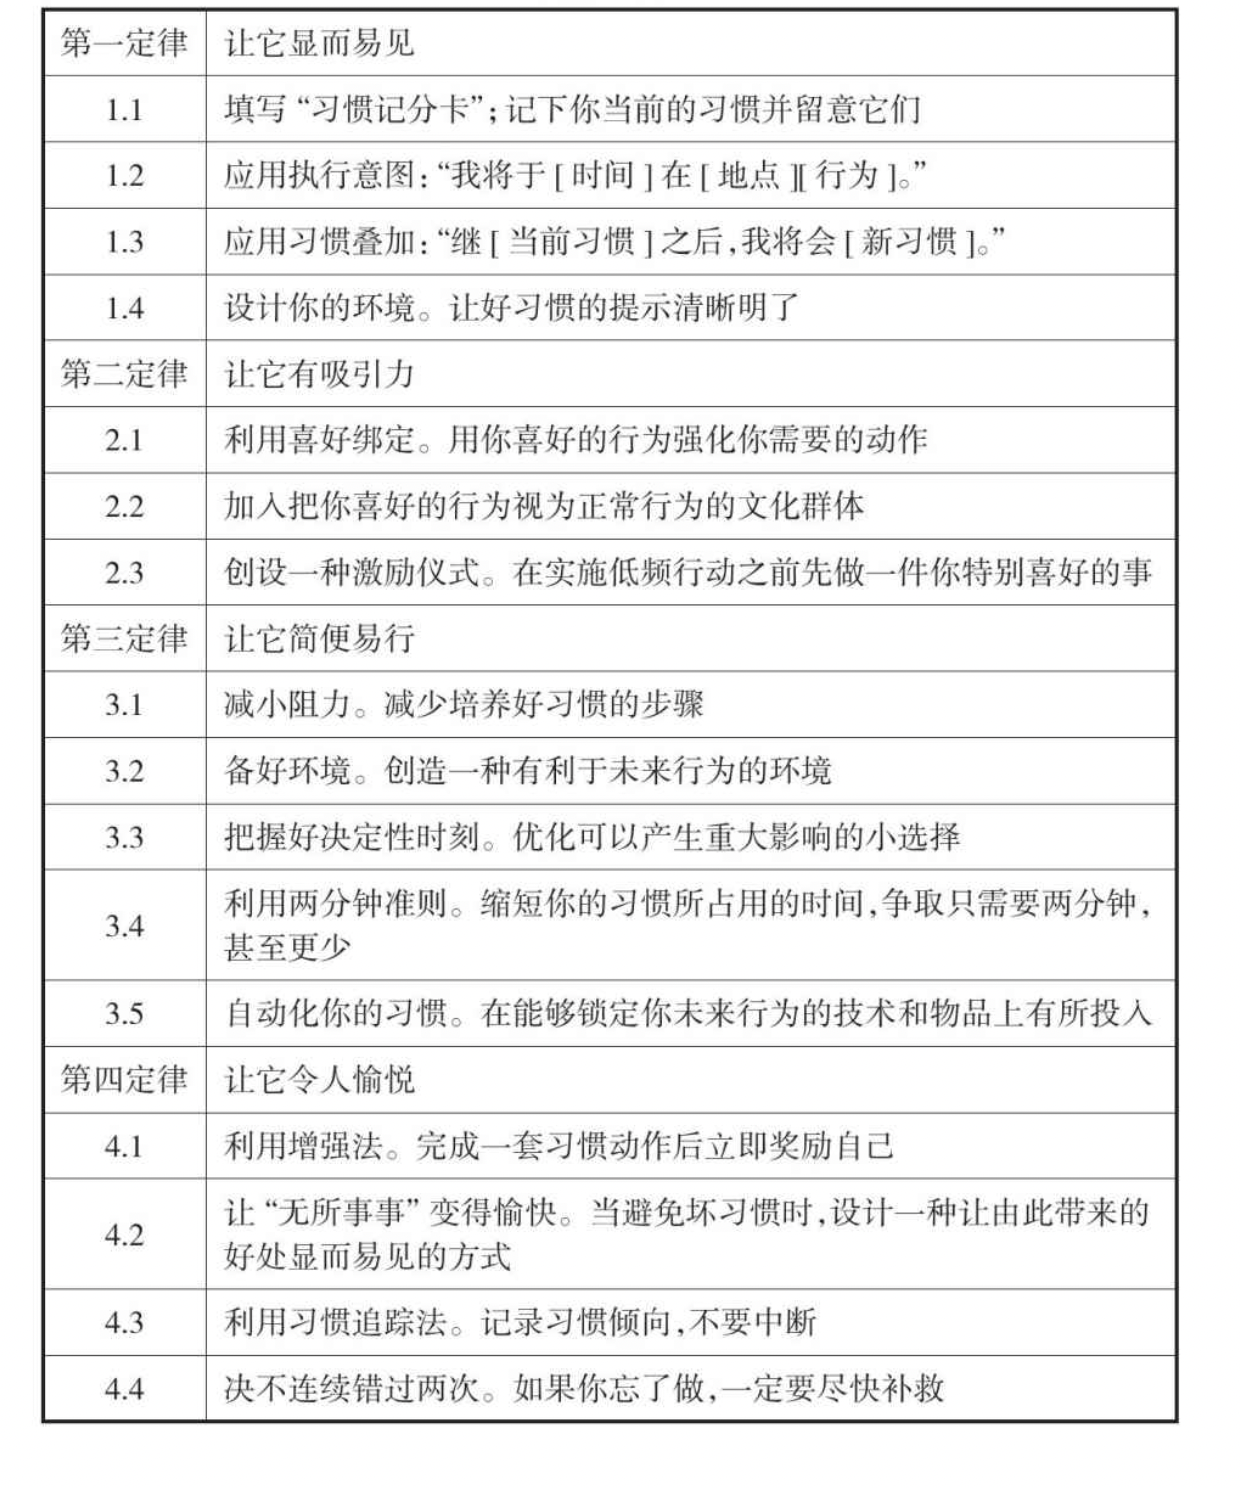 第一定律 让它显而易见
1.1 填写“习惯记分卡”；记下你当前的习惯并留意它们
1.2 应用执行意图：“我将于[时间]在[地点][行为]。”
1.3 应用习惯叠加：“继[当前习惯]之后，我将会[新习惯]。”
1.4 设计你的环境。让好习惯的提示清晰明了
第二定律 让它有吸引力
2.1 利用喜好绑定。用你喜好的行为强化你需要的动作
2.2 加入把你喜好的行为视为正常行为的文化群体
2.3 创设一种激励仪式。在实施低频行动之前先做一件你特别喜好的事
第三定律 让它简便易行
3.1 减小阻力。减少培养好习惯的步骤
3.2 备好环境。创造一种有利于未来行为的环境
3.3 把握好决定性时刻。优化可以产生重大影响的小选择
3.4 利用两分钟准则。缩短你的习惯所占用的时间，争取只需要两分钟，
甚至更少
3.5 自动化你的习惯。在能够锁定你未来行为的技术和物品上有所投入
第四定律 让它令人愉悦
4.1 利用增强法。完成一套习惯动作后立即奖励自己
4.2 让“无所事事”变得愉快。当避免坏习惯时，设计一种让由此带来的
好处显而易见的方式
4.3 利用习惯追踪法。记录习惯倾向，不要中断
4.4 决不连续错过两次。如果你忘了做，一定要尽快补救